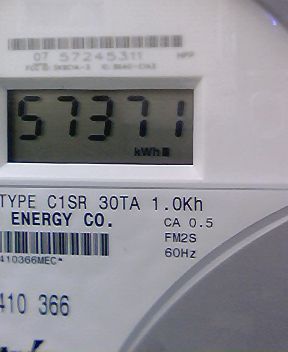 07 57245311
57371
kWh
TYPE C1SR 30TA 1.0Kh
ENERGY CO.
CA 0.5
FM2S
60Hz
410366MEC*
410 366